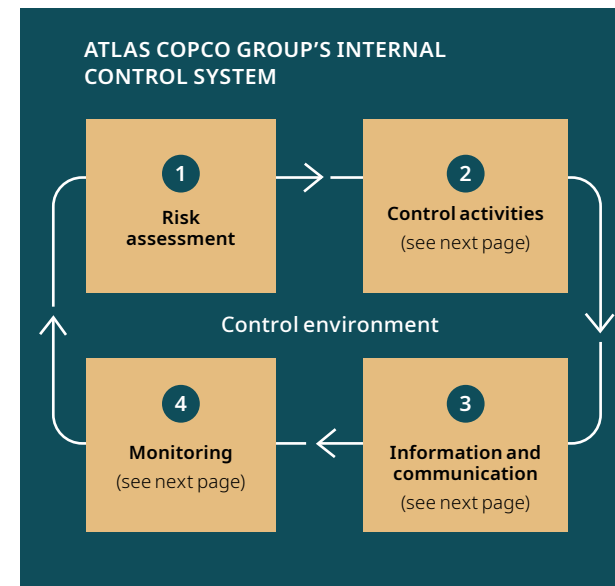 ATLAS COPCO GROUP'S INTERNAL
CONTROL SYSTEM
1
Risk
assessment
2
Control activities
(see next page)
Control environment
4
Monitoring
(see next page)
3
Information and
communication
(see next page)